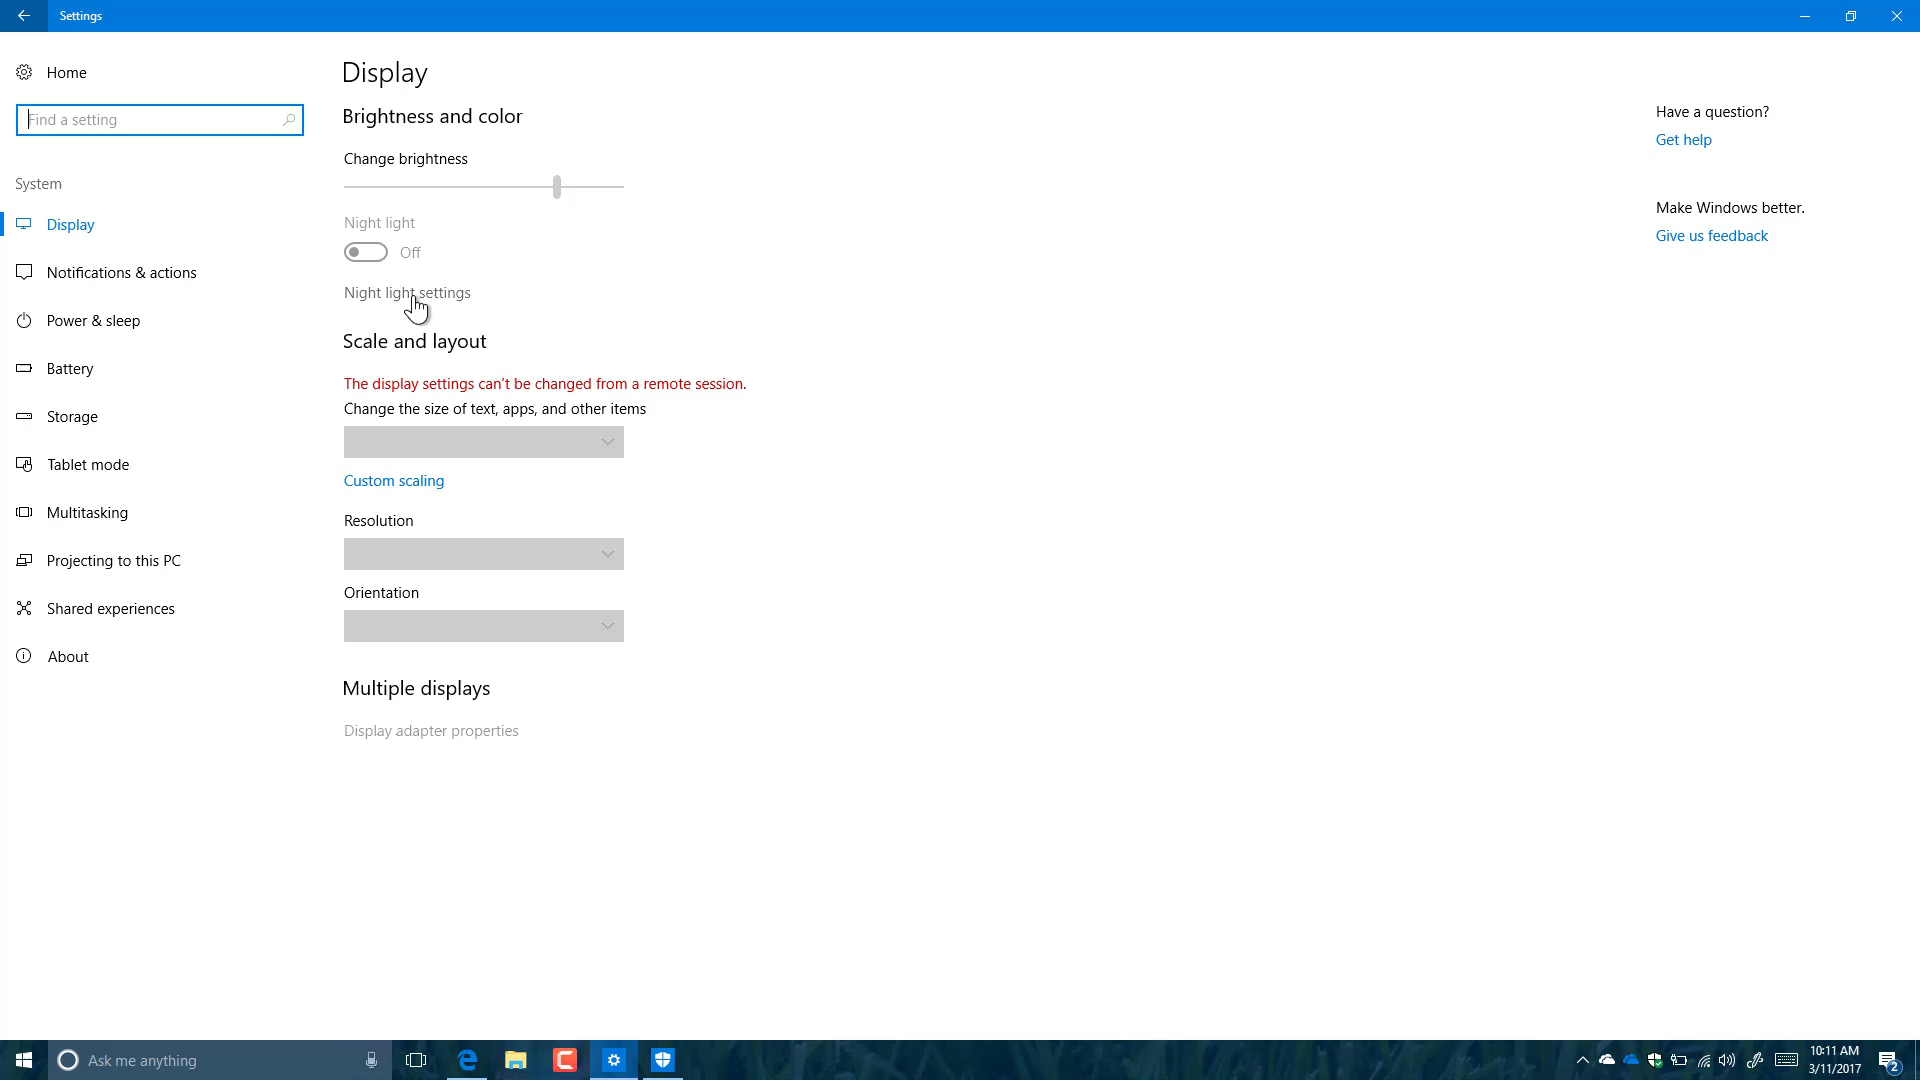 Settings
Home
Find a setting
System
Display
Notifications & actions
Power & sleep
Battery
Storage
Tablet mode
Multitasking
Projecting to this PC
Shared experiences
About
Display
Brightness and color
Change brightness
Night light
Off
Night light settings
Scale and layout
The display settings can't be changed from a remote session.
Change the size of text, apps, and other items
Custom scaling
Resolution
Orientation
Multiple displays
Display adapter properties
Have a question?
Get help
Make Windows better.
Give us feedback
Ask me anything
10:11 AM
3/11/2017
2